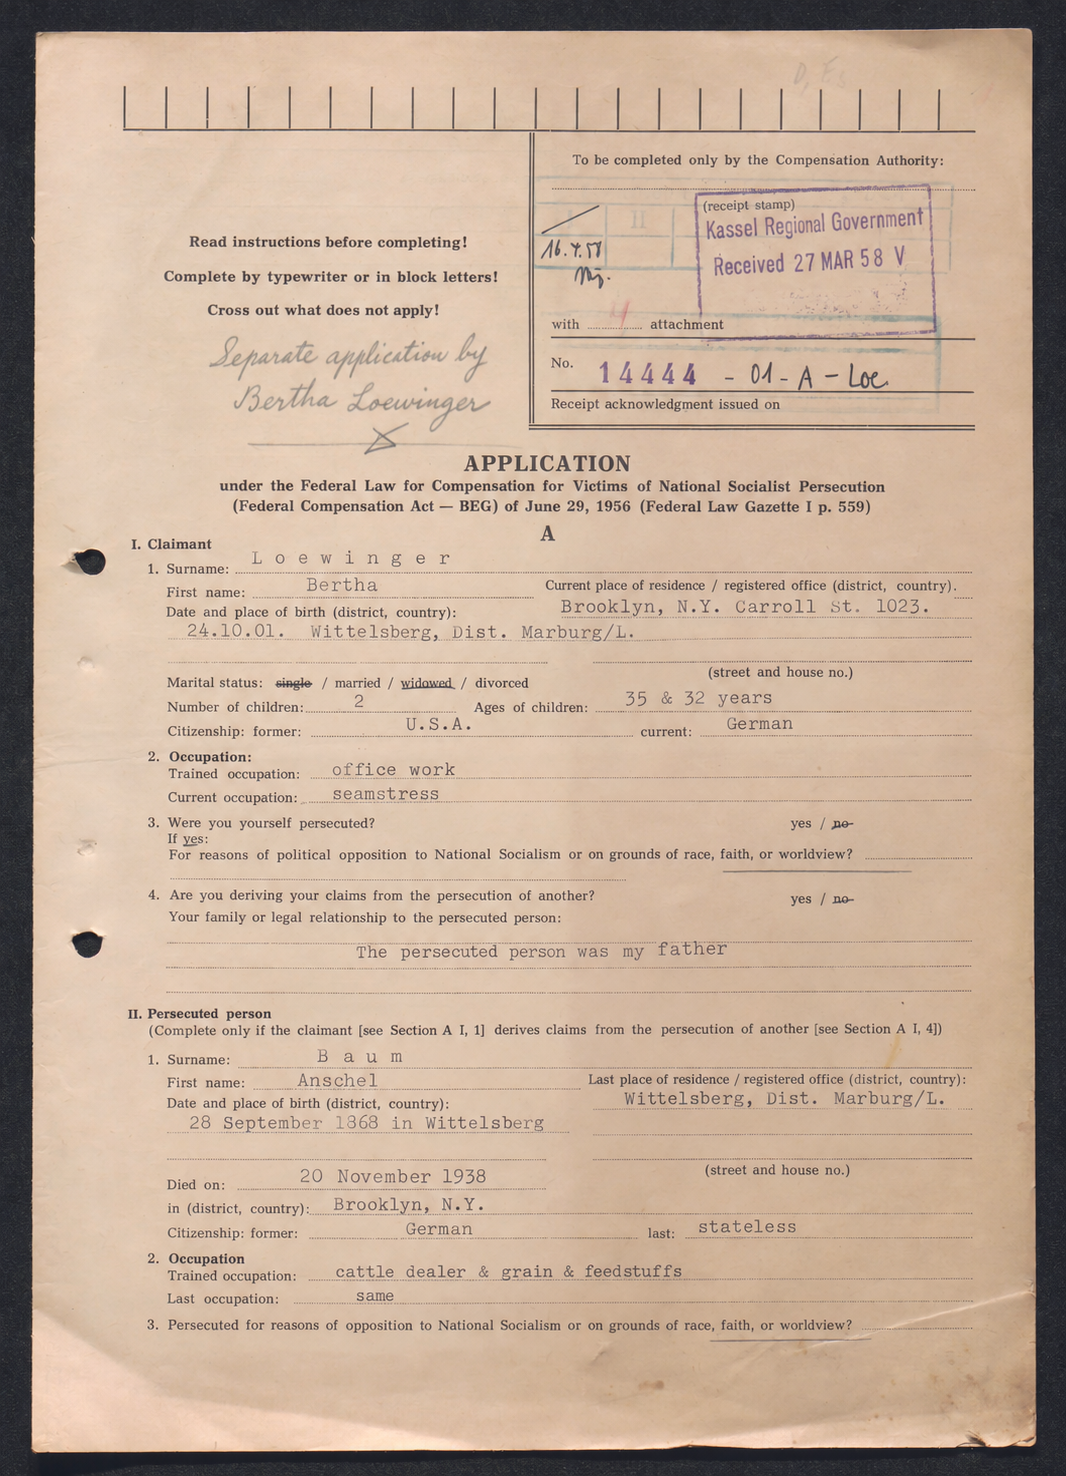 To be completed only by the Compensation Authority:
(receipt stamp)
Kassel Regional Government
Received 27 MAR 58 V
II
Read instructions before completing!
16.4.58
Complete by typewriter or in block letters!
Cross out what does not apply!
with 4 attachment
Separate application by
Bertha Loewinger
No. 14444 - 01 - A - Loe.
Receipt acknowledgment issued on
APPLICATION
under the Federal Law for Compensation for Victims of National Socialist Persecution
(Federal Compensation Act — BEG) of June 29, 1956 (Federal Law Gazette I p. 559)
A
I. Claimant
1. Surname: Loewinger
First name: Bertha Current place of residence / registered office (district, country).
Date and place of birth (district, country): Brooklyn, N.Y. Carroll St. 1023.
24.10.01. Wittelsberg, Dist. Marburg/L.
(street and house no.)
Marital status: single / married / widowed / divorced
Number of children: 2 Ages of children: 35 & 32 years
Citizenship: former: U.S.A. current: German
2. Occupation:
Trained occupation: office work
Current occupation: seamstress
3. Were you yourself persecuted? yes / no
If yes:
For reasons of political opposition to National Socialism or on grounds of race, faith, or worldview?
4. Are you deriving your claims from the persecution of another? yes / no
Your family or legal relationship to the persecuted person:
The persecuted person was my father
II. Persecuted person
(Complete only if the claimant [see Section A I, 1] derives claims from the persecution of another [see Section A I, 4])
1. Surname: Baum
First name: Anschel Last place of residence / registered office (district, country):
Date and place of birth (district, country): Wittelsberg, Dist. Marburg/L.
28 September 1868 in Wittelsberg
(street and house no.)
Died on: 20 November 1938
in (district, country): Brooklyn, N.Y.
Citizenship: former: German last: stateless
2. Occupation
Trained occupation: cattle dealer & grain & feedstuffs
Last occupation: same
3. Persecuted for reasons of opposition to National Socialism or on grounds of race, faith, or worldview?